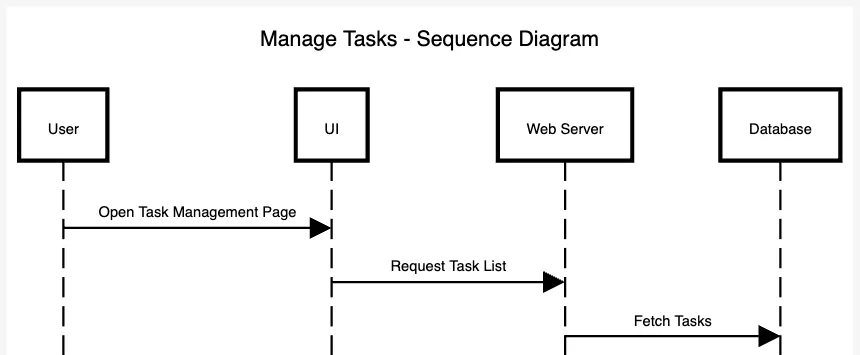 Manage Tasks - Sequence Diagram
User
UI
Web Server
Database
Open Task Management Page
Request Task List
Fetch Tasks